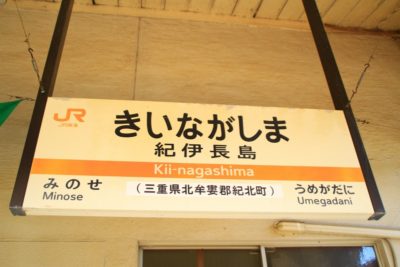 JR
JR東海
きいながしま
紀伊長島
Kii-nagashima
みのせ
Minose
(三重県北牟婁郡紀北町)
うめがだに
Umegadani